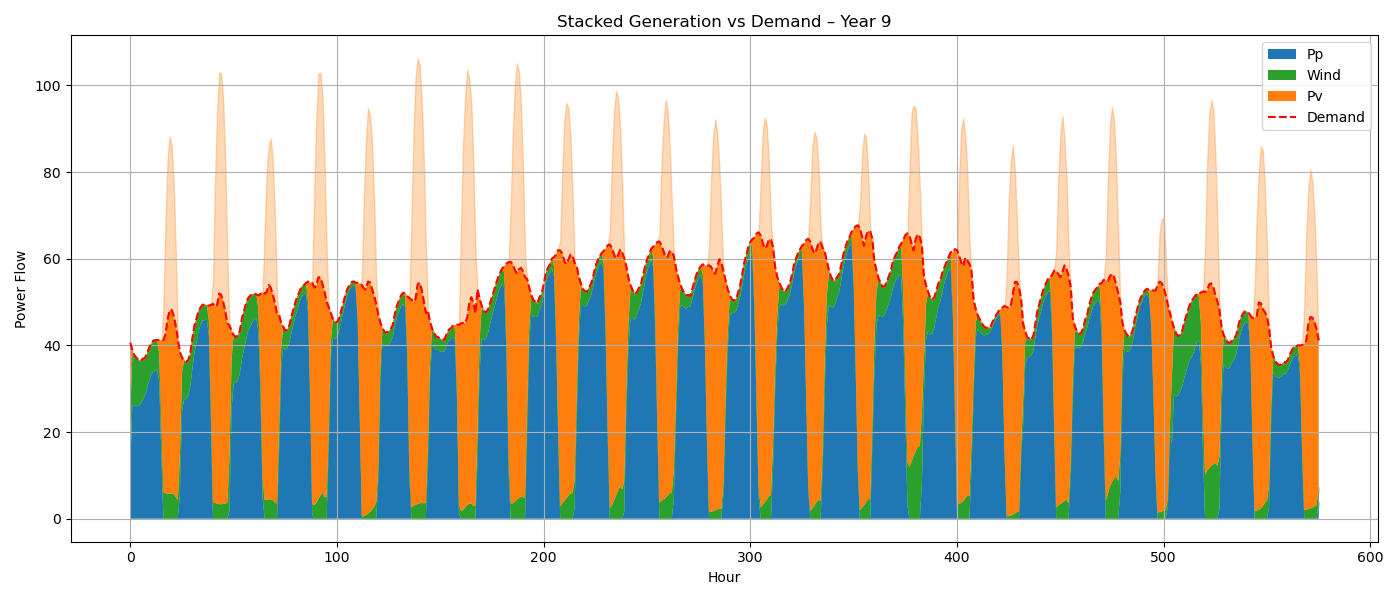 Stacked Generation vs Demand – Year 9
Power Flow
100
80
60
40
20
0
Pp
Wind
Pv
Demand
0 100 200 300 400 500 600
Hour